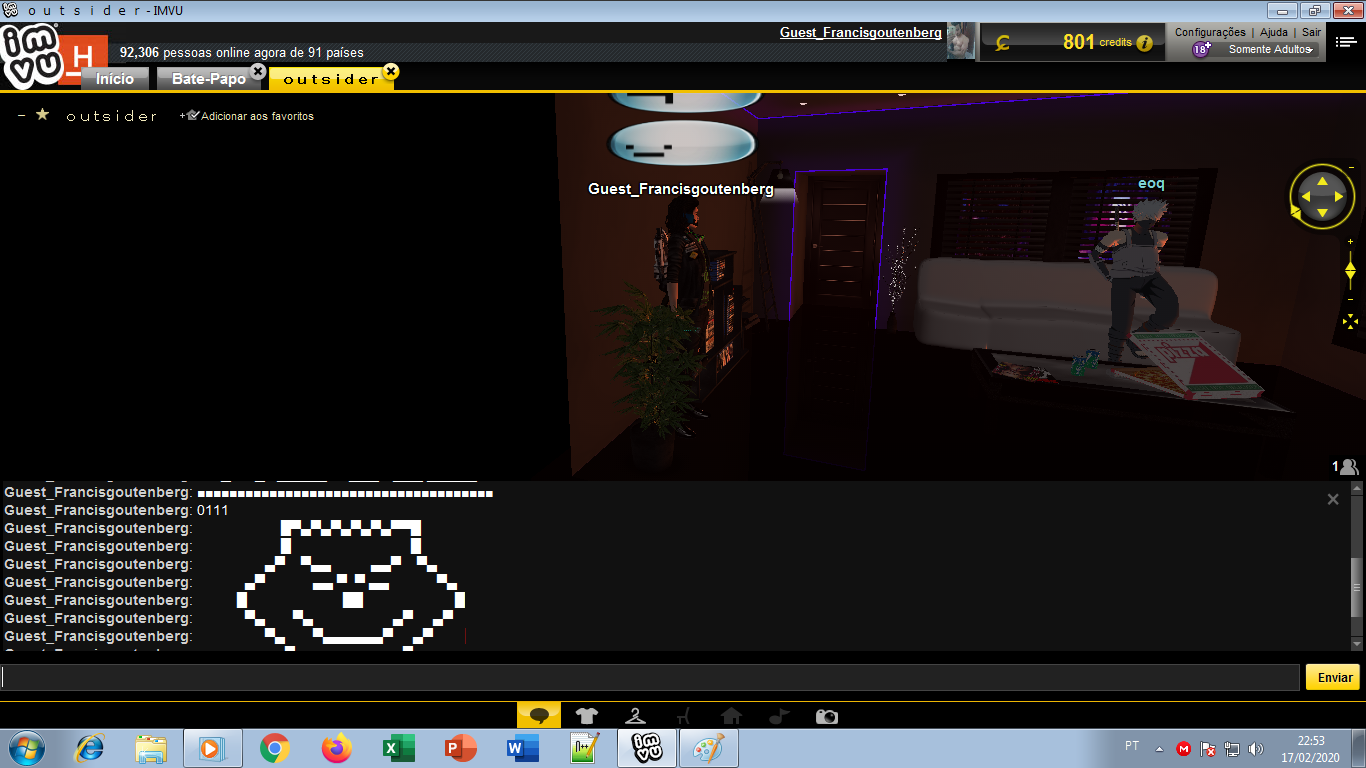 o u t s i d e r - IMVU
imvu
H
92,306 pessoas online agora de 91 países
Guest_Francisgoutenberg
801 credits
Configurações | Ajuda | Sair
18+ Somente Adultos
Início
Bate-Papo
o u t s i d e r
o u t s i d e r
+ Adicionar aos favoritos
Guest_Francisgoutenberg
eoq
PIZZA
1
Guest_Francisgoutenberg: ■■■■■■■■■■■■■■■■■■■■■■■■■■■■■■■■■■■■■
Guest_Francisgoutenberg: 0111
Guest_Francisgoutenberg:
Guest_Francisgoutenberg:
Guest_Francisgoutenberg:
Guest_Francisgoutenberg:
Guest_Francisgoutenberg:
Guest_Francisgoutenberg:
Guest_Francisgoutenberg:
Enviar
PT
22:53
17/02/2020